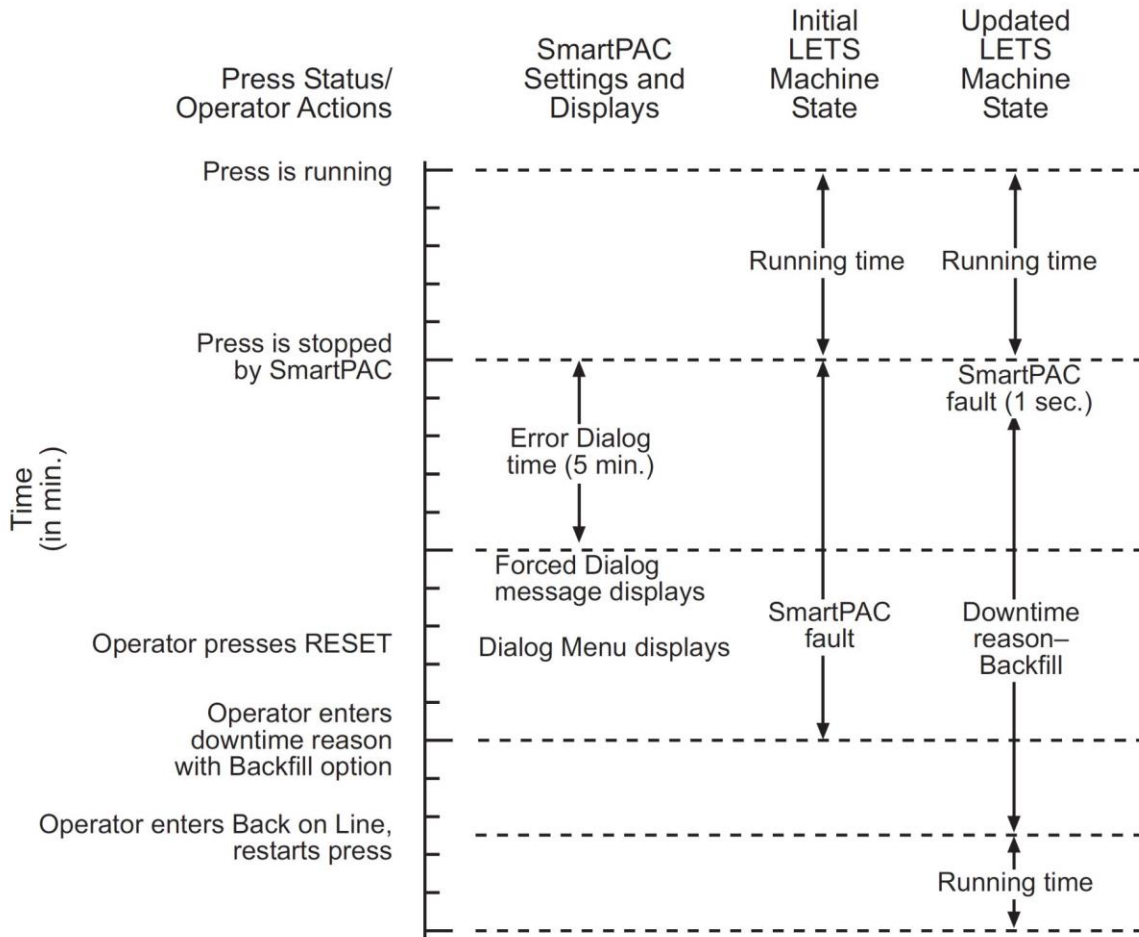 Press Status/
Operator Actions
SmartPAC
Settings and
Displays
Initial
LETS
Machine
State
Updated
LETS
Machine
State
Time
(in min.)
Press is running
Running time
Running time
Press is stopped
by SmartPAC
SmartPAC
fault (1 sec.)
Error Dialog
time (5 min.)
Forced Dialog
message displays
Operator presses RESET
Dialog Menu displays
SmartPAC
fault
Downtime
reason–
Backfill
Operator enters
downtime reason
with Backfill option
Operator enters Back on Line,
restarts press
Running time